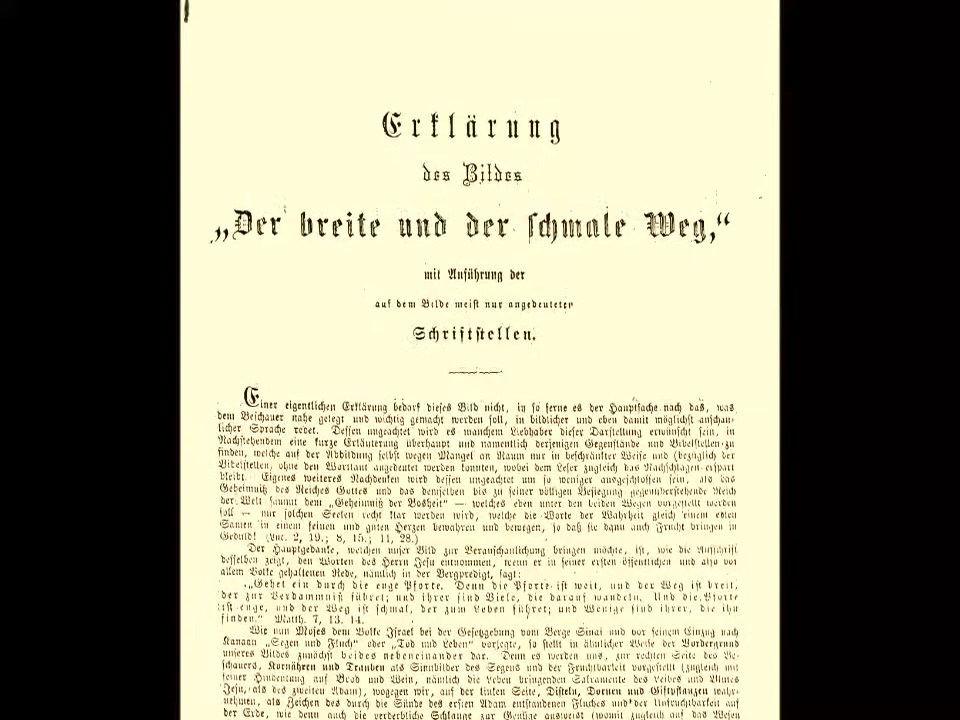 Erklärung
des Bildes
„Der breite und der schmale Weg,“
mit Anführung der
auf dem Bilde meist nur angedeuteter
Schriftstellen.
Einer eigentlichen Erklärung bedarf dieses Bild nicht, in so ferne es der Hauptsache nach das, was
dem Beschauer nahe gelegt und wichtig gemacht werden soll, in bildlicher und eben damit möglichst anschau-
licher Sprache redet. Dessen ungeachtet wird es manchem Liebhaber dieser Darstellung erwünscht sein, in
Nachstehendem eine kurze Erläuterung überhaupt und namentlich derjenigen Gegenstände und Bibelstellen zu
finden, welche auf der Abbildung selbst wegen Mangel an Raum nur in beschränkter Weise und (bezüglich der
Bibelstellen, ohne den Wortlaut angedeutet werden konnten, wobei dem Leser zugleich das Nachschlagen erspart
bleibt. Eigenes weiteres Nachdenken wird dessen ungeachtet um so weniger ausgeschlossen sein, als das
Geheimniß des Reiches Gottes und das demselben bis zu seiner völligen Besiegung gegenüberstehende Reich
der Welt sammt dem „Geheimniß der Bosheit“ — welches eben unter den beiden Wegen vorgestellt werden
soll — nur solchen Seelen recht klar werden wird, welche die Worte der Wahrheit gleich einem edlen
Samen in einem feinen und guten Herzen bewahren und bewegen, so daß sie dann auch Frucht bringen in
Geduld! (Luc. 2, 19.; 8, 15.; 11, 28.)
Der Hauptgedanke, welchen unser Bild zur Veranschaulichung bringen möchte, ist, wie die Aufschrift
desselben zeigt, den Worten des Herrn Jesu entnommen, wenn er in seiner ersten öffentlichen und also vor
allem Volke gehaltenen Rede, nämlich in der Bergpredigt, sagt:
„Gehet ein durch die enge Pforte. Denn die Pforte ist weit, und der Weg ist breit,
der zur Verdammniß führet; und ihrer sind Viele, die darauf wandeln. Und die Pforte
ist enge, und der Weg ist schmal, der zum Leben führet; und Wenige sind ihrer, die ihn
finden.“ Matth. 7, 13. 14.
Wie nun Moses dem Volke Israel bei der Gesetzgebung vom Berge Sinai und vor seinem Einzug nach
Kanaan „Segen und Fluch“ oder „Tod und Leben“ vorlegte, so stellt in ähnlicher Weise der Vordergrund
unseres Bildes zunächst beides nebeneinander dar. Denn es werden uns, zur rechten Seite des Be-
schauers, Kornähren und Trauben als Sinnbilder des Segens und der Fruchtbarkeit vorgestellt (zugleich mit
seiner Hindeutung auf Brod und Wein, nämlich die Leben bringenden Sakramente des Leibes und Blutes
Jesu, als des zweiten Adam), wogegen wir, auf der linken Seite, Disteln, Dornen und Giftpflanzen wahr-
nehmen, als Zeichen des durch die Sünde des ersten Adam entstandenen Fluches und der Unfruchtbarkeit auf
der Erde, wie denn auch die verderbliche Schlange zur Genüge ausweist (womit zugleich auf das Wesen